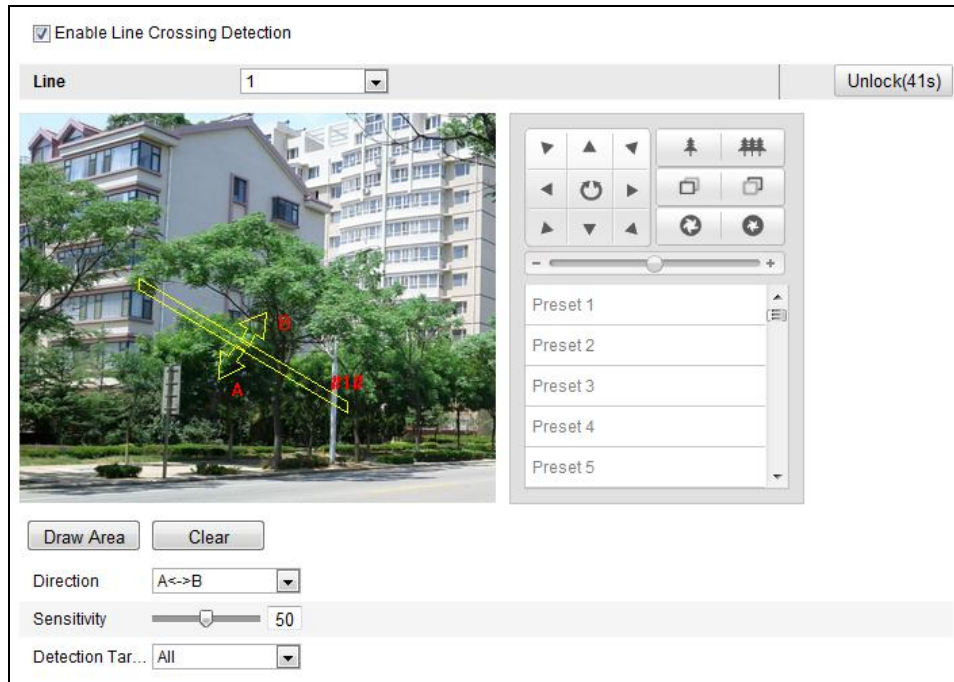 Enable Line Crossing Detection
Line 1 Unlock(41s)
B
A
#1#
- +
Preset 1
Preset 2
Preset 3
Preset 4
Preset 5
Draw Area Clear
Direction A<->B
Sensitivity 50
Detection Tar... All